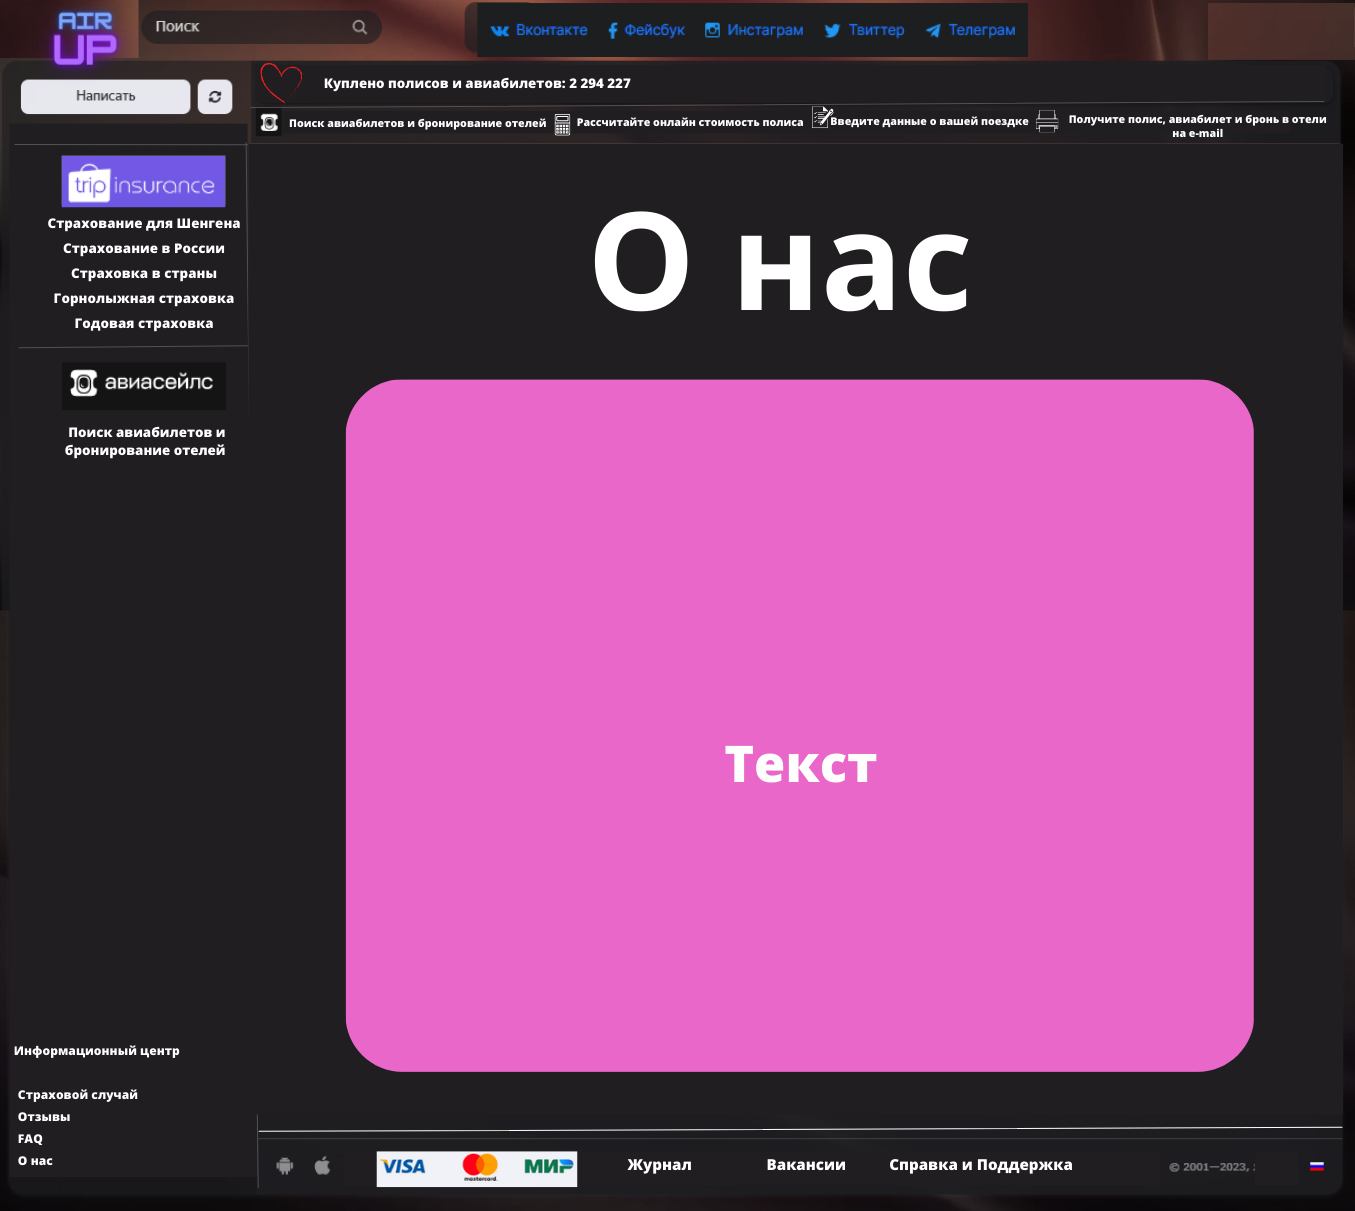 AIR
UP
Поиск
Вконтакте
Фейсбук
Инстаграм
Твиттер
Телеграм
Написать
Куплено полисов и авиабилетов: 2 294 227
Поиск авиабилетов и бронирование отелей
Рассчитайте онлайн стоимость полиса
Введите данные о вашей поездке
Получите полис, авиабилет и бронь в отели
на e-mail
trip insurance
Страхование для Шенгена
Страхование в России
Страховка в страны
Горнолыжная страховка
Годовая страховка
авиасейлс
Поиск авиабилетов и
бронирование отелей
О нас
Текст
Информационный центр
Страховой случай
Отзывы
FAQ
О нас
VISA
mastercard.
МИР
Журнал
Вакансии
Справка и Поддержка
© 2001—2023,